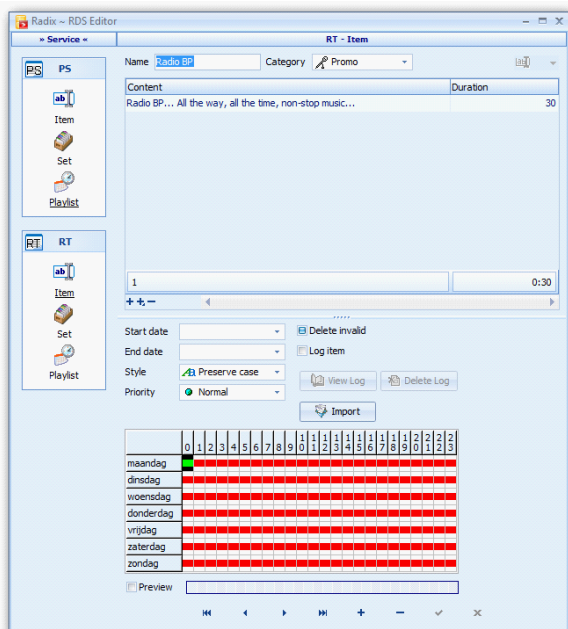 Radix ~ RDS Editor
» Service «
RT - Item
PS PS
Item
Set
Playlist
RT RT
Item
Set
Playlist
Name Radio BP Category Promo
Content Duration
Radio BP... All the way, all the time, non-stop music... 30
1 0:30
Start date
Delete invalid
End date
Log item
Style Preserve case
View Log Delete Log
Priority Normal
Import
0 1 2 3 4 5 6 7 8 9 10 11 12 13 14 15 16 17 18 19 20 21 22 23
maandag
dinsdag
woensdag
donderdag
vrijdag
zaterdag
zondag
Preview